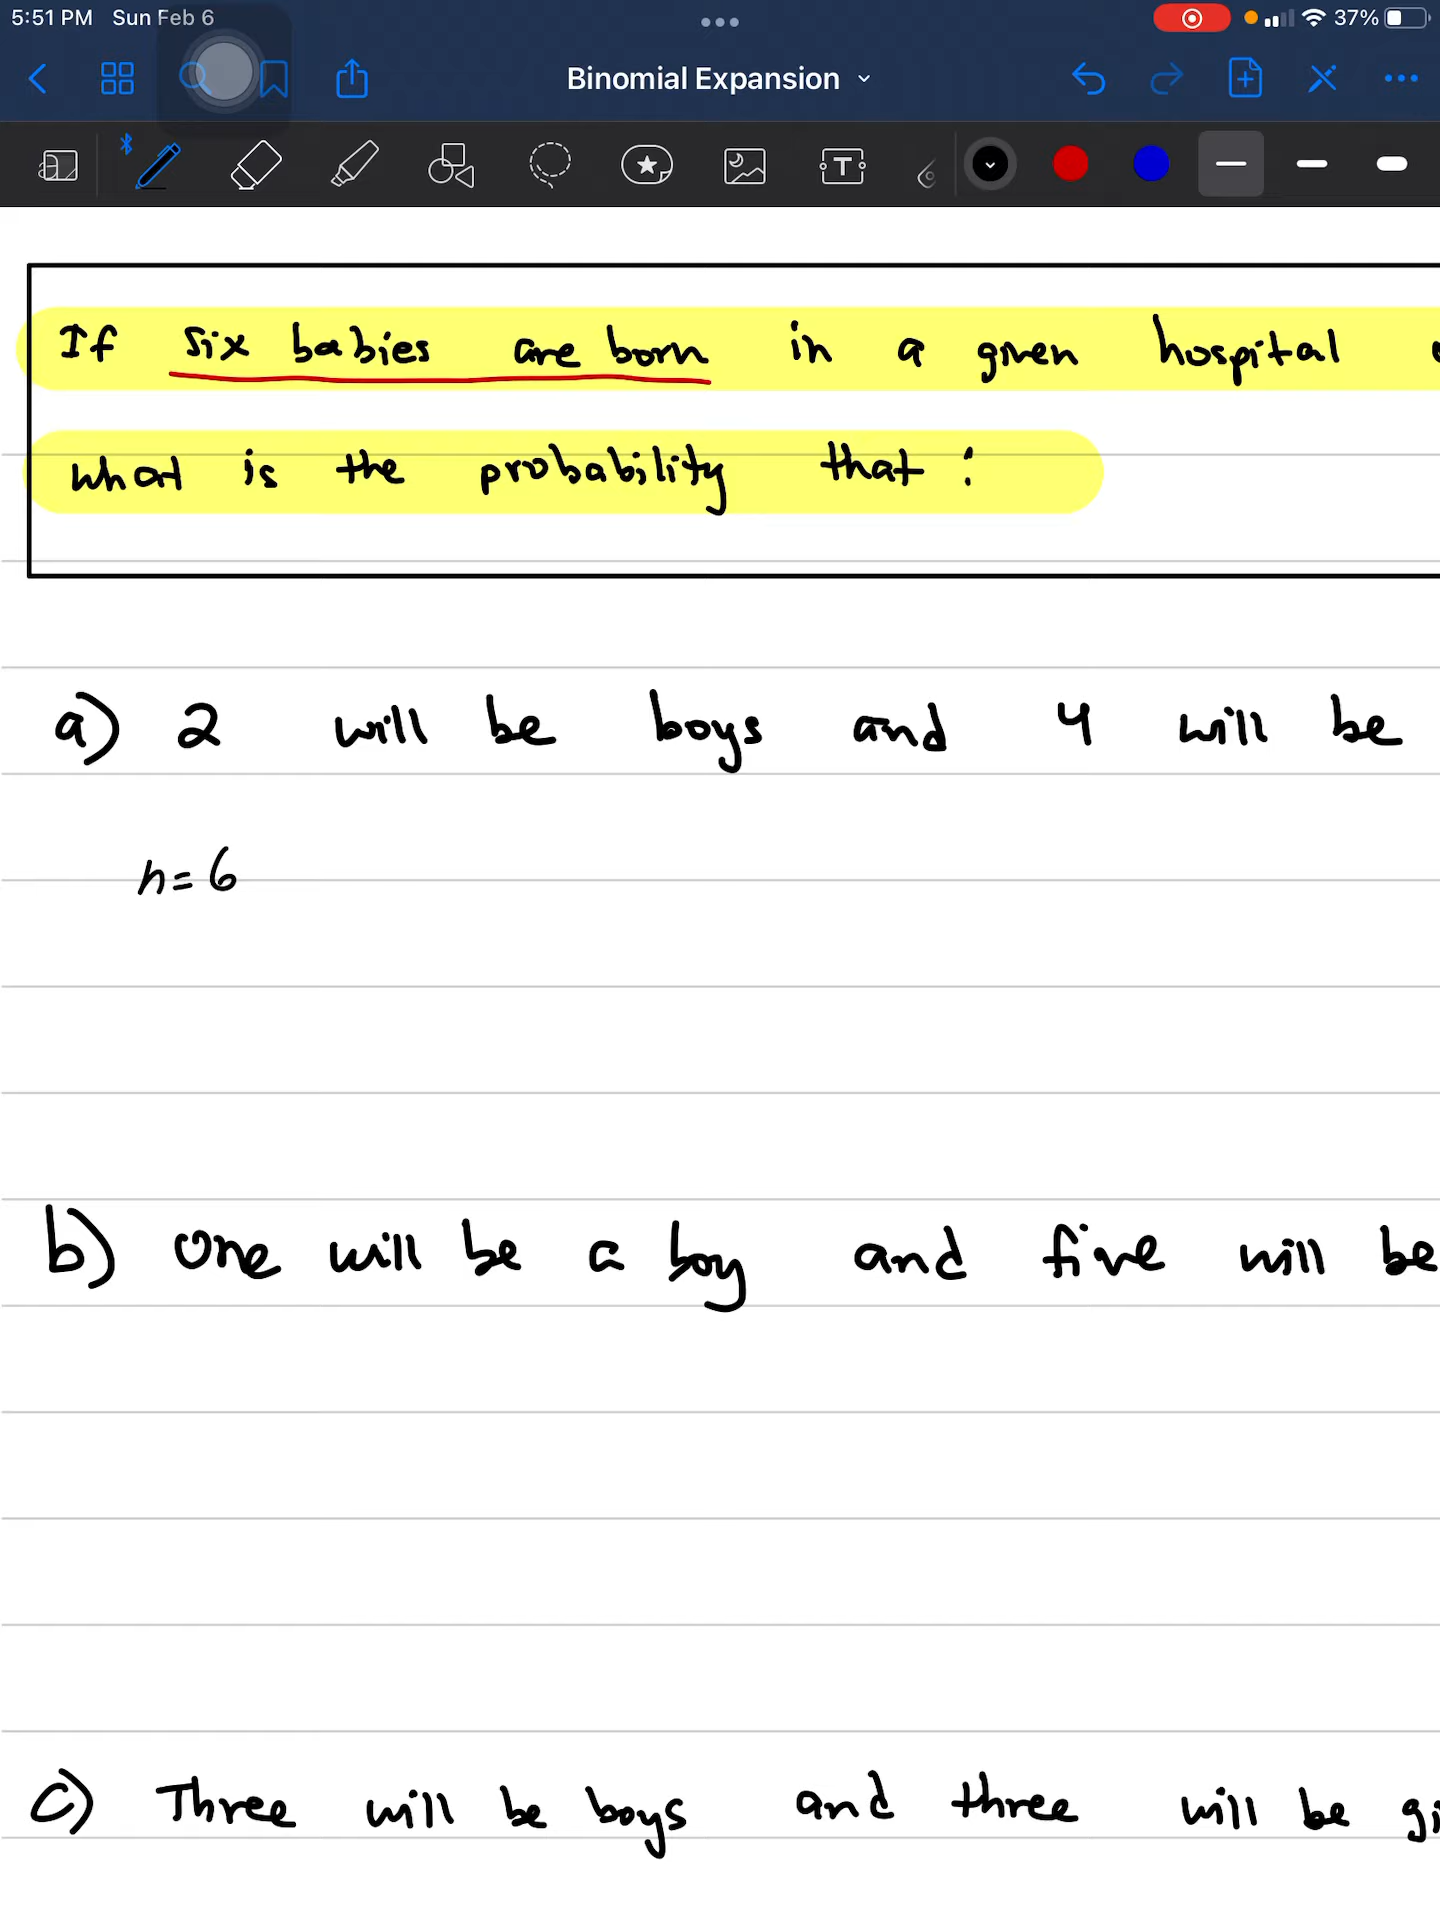 5:51 PM Sun Feb 6
37%
Binomial Expansion
If six babies are born in a given hospital
what is the probability that :
a) 2 will be boys and 4 will be
n = 6
b) one will be a boy and five will be
c) Three will be boys and three will be gi